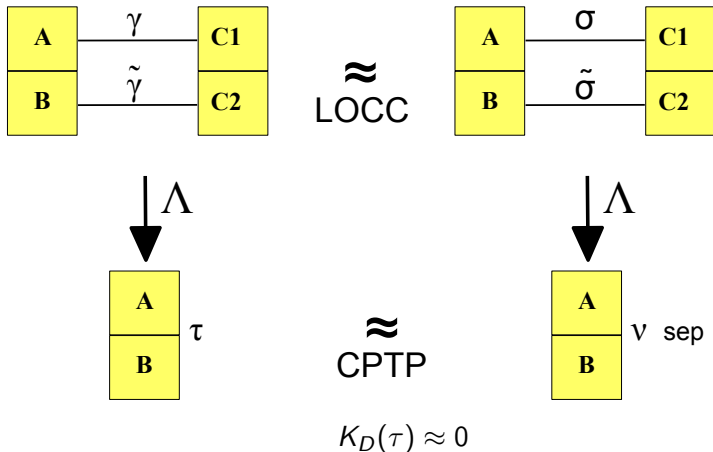 A γ C1 ≈ A σ C1
B γ̃ C2 LOCC B σ̃ C2
Λ Λ
A A
τ ≈ ν sep
B CPTP B
K_D(τ) ≈ 0